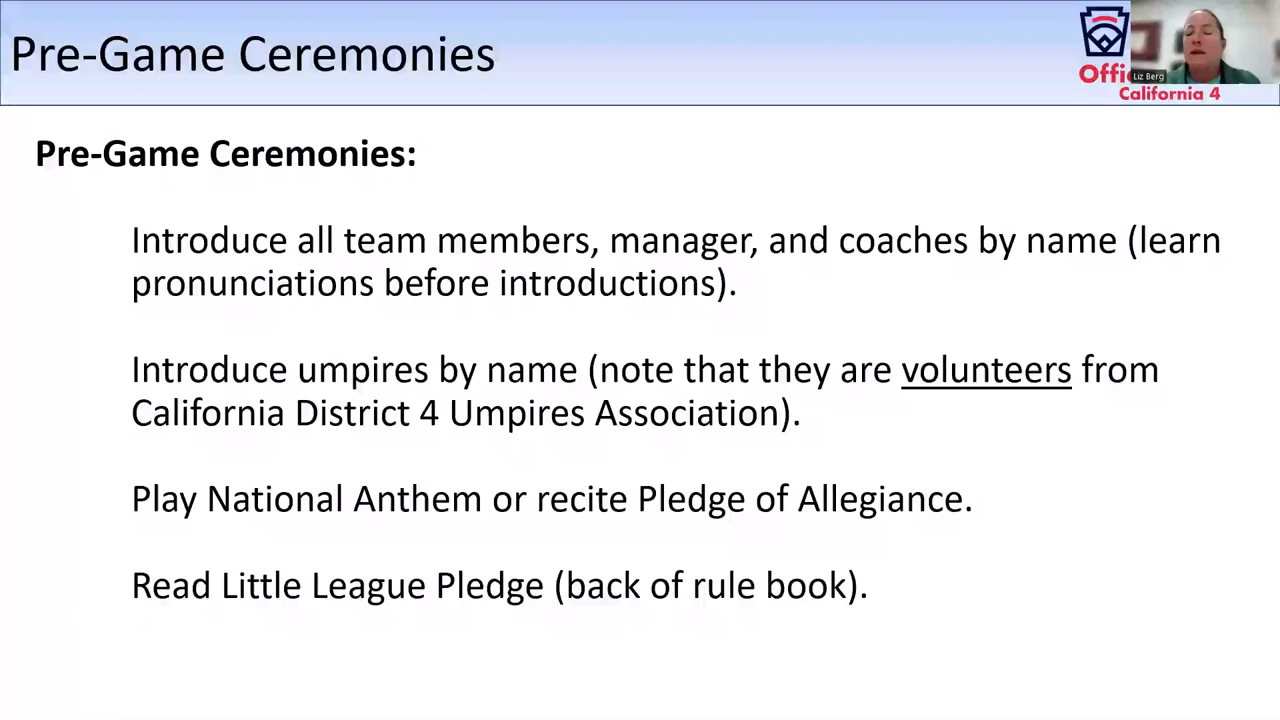 Pre-Game Ceremonies
Liz Berg
California 4
Pre-Game Ceremonies:
Introduce all team members, manager, and coaches by name (learn
pronunciations before introductions).
Introduce umpires by name (note that they are volunteers from
California District 4 Umpires Association).
Play National Anthem or recite Pledge of Allegiance.
Read Little League Pledge (back of rule book).